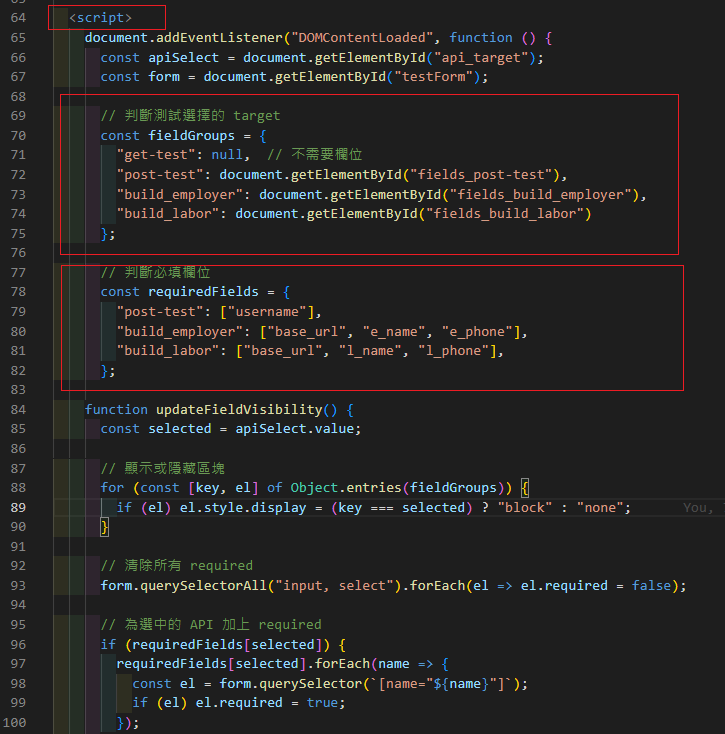 64 <script>
65 document.addEventListener("DOMContentLoaded", function () {
66 const apiSelect = document.getElementById("api_target");
67 const form = document.getElementById("testForm");
68
69 // 判斷測試選擇的 target
70 const fieldGroups = {
71 "get-test": null,  // 不需要欄位
72 "post-test": document.getElementById("fields_post-test"),
73 "build_employer": document.getElementById("fields_build_employer"),
74 "build_labor": document.getElementById("fields_build_labor")
75 };
76
77 // 判斷必填欄位
78 const requiredFields = {
79 "post-test": ["username"],
80 "build_employer": ["base_url", "e_name", "e_phone"],
81 "build_labor": ["base_url", "l_name", "l_phone"],
82 };
83
84 function updateFieldVisibility() {
85 const selected = apiSelect.value;
86
87 // 顯示或隱藏區塊
88 for (const [key, el] of Object.entries(fieldGroups)) {
89 if (el) el.style.display = (key === selected) ? "block" : "none"; You,
90 }
91
92 // 清除所有 required
93 form.querySelectorAll("input, select").forEach(el => el.required = false);
94
95 // 為選中的 API 加上 required
96 if (requiredFields[selected]) {
97 requiredFields[selected].forEach(name => {
98 const el = form.querySelector(`[name="${name}"]`);
99 if (el) el.required = true;
100 });